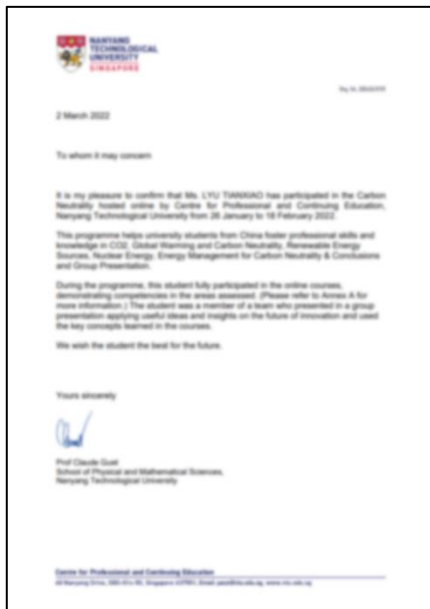 NANYANG
TECHNOLOGICAL
UNIVERSITY
SINGAPORE
2 March 2022
To whom it may concern
It is my pleasure to confirm that Ms. LYU TIANXIAO has participated in the Carbon
Neutrality hosted online by Centre for Professional and Continuing Education,
Nanyang Technological University from 26 January to 18 February 2022.
This programme helps university students from China foster professional skills and
knowledge in CO2, Global Warming and Carbon Neutrality, Renewable Energy
Sources, Nuclear Energy, Energy Management for Carbon Neutrality & Conclusions
and Group Presentation.
During the programme, this student fully participated in the online courses,
demonstrating competencies in the areas assessed. (Please refer to Annex A for
more information.) The student was a member of a team who presented in a group
presentation applying useful ideas and insights on the future of innovation and used
the key concepts learned in the courses.
We wish the student the best for the future.
Yours sincerely
Prof Claude Guet
School of Physical and Mathematical Sciences,
Nanyang Technological University
Centre for Professional and Continuing Education